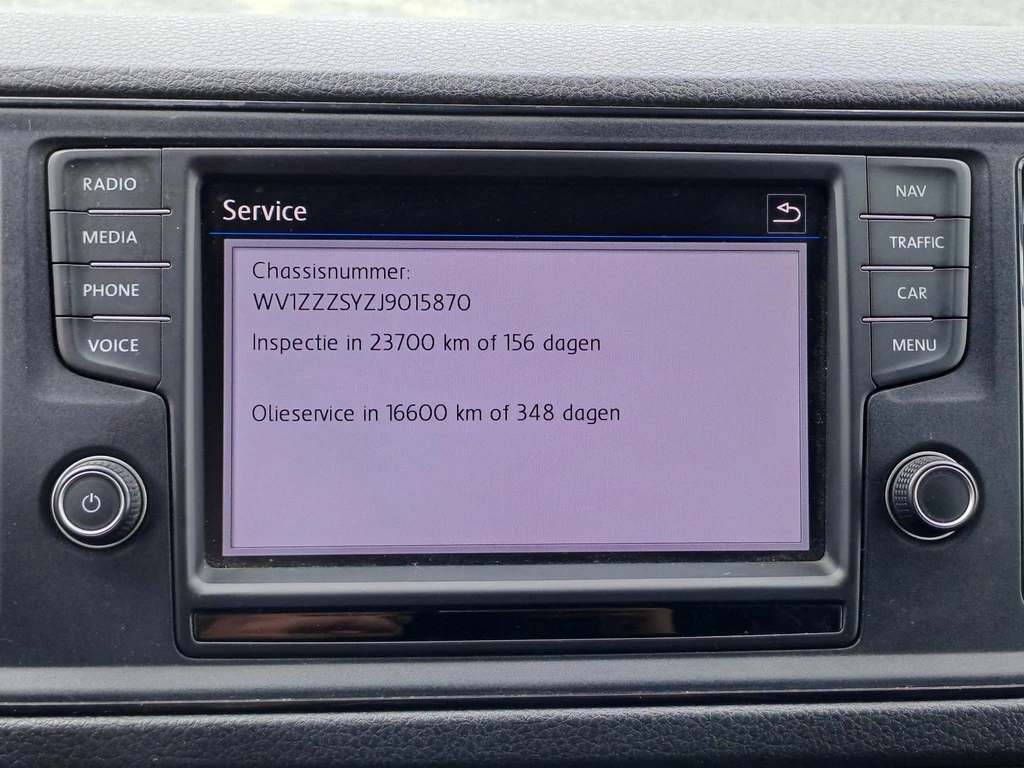 RADIO
MEDIA
PHONE
VOICE
Service
Chassisnummer:
WV1ZZZSYZJ9015870
Inspectie in 23700 km of 156 dagen
Olieservice in 16600 km of 348 dagen
NAV
TRAFFIC
CAR
MENU